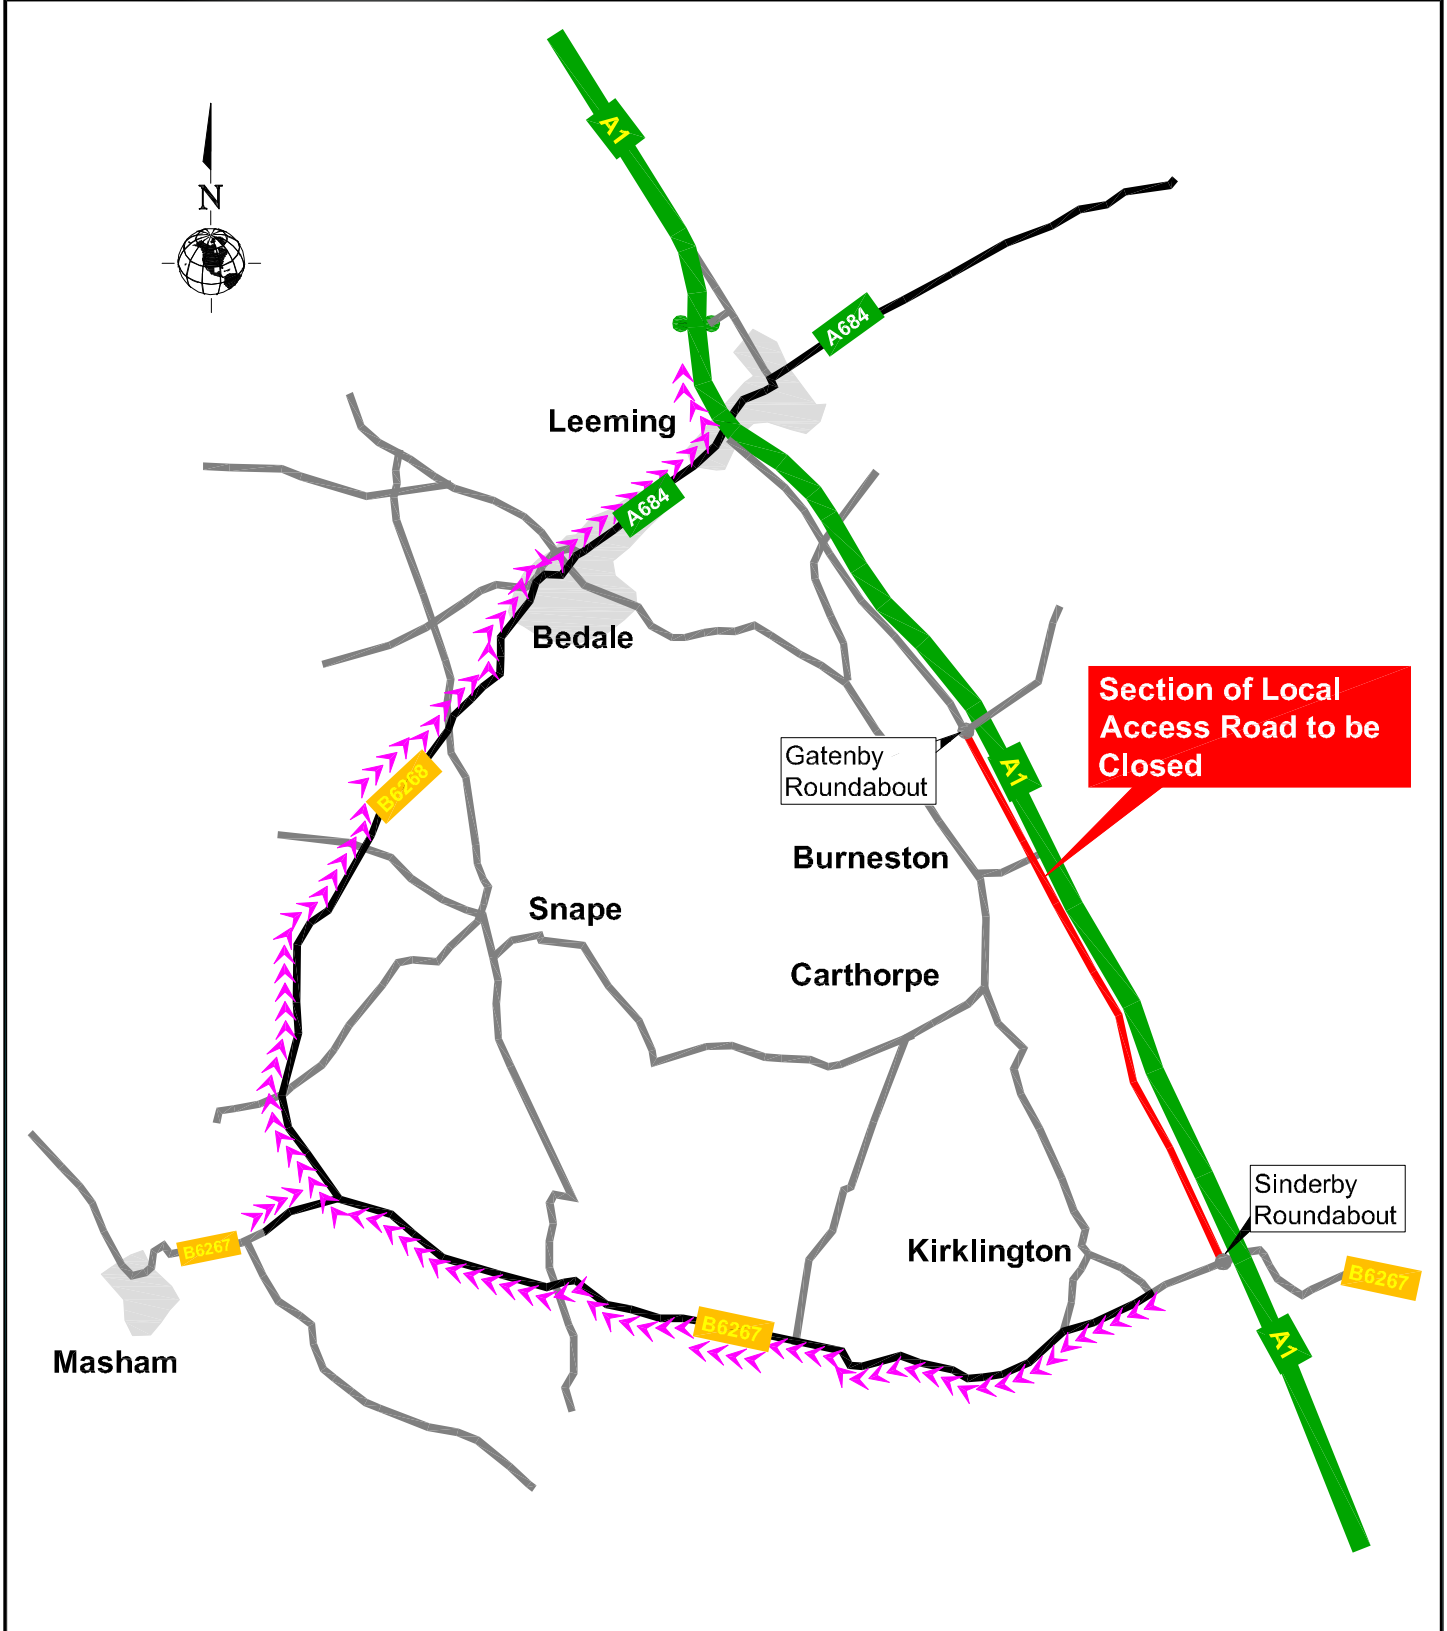 A1
N
A684
Leeming
A684
Bedale
Section of Local
Access Road to be
Closed
Gatenby
Roundabout
A1
B6268
Burneston
Snape
Carthorpe
Sinderby
Roundabout
B6267
Kirklington
B6267
B6267
A1
Masham